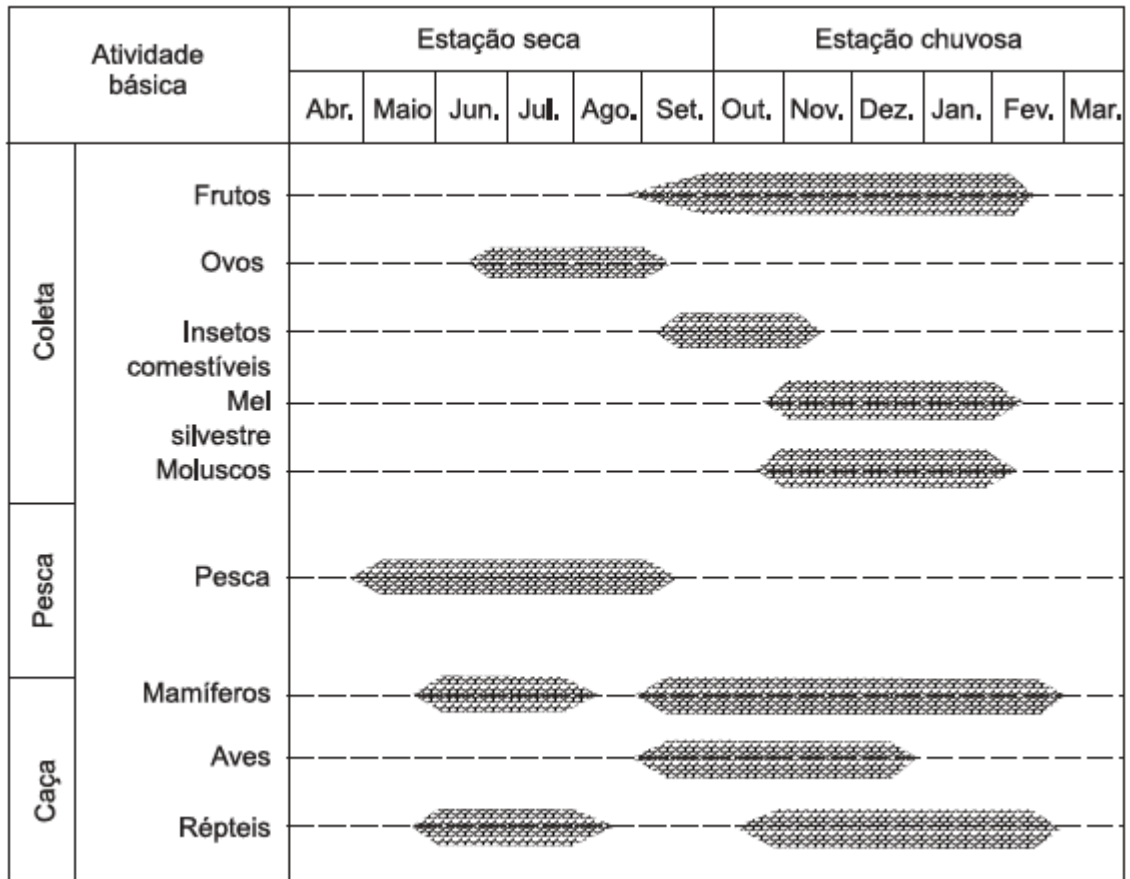 Atividade
básica
Estação seca
Estação chuvosa
Abr. Maio Jun. Jul. Ago. Set. Out. Nov. Dez. Jan. Fev. Mar.
Coleta
Frutos
Ovos
Insetos
comestíveis
Mel
silvestre
Moluscos
Pesca
Pesca
Caça
Mamíferos
Aves
Répteis